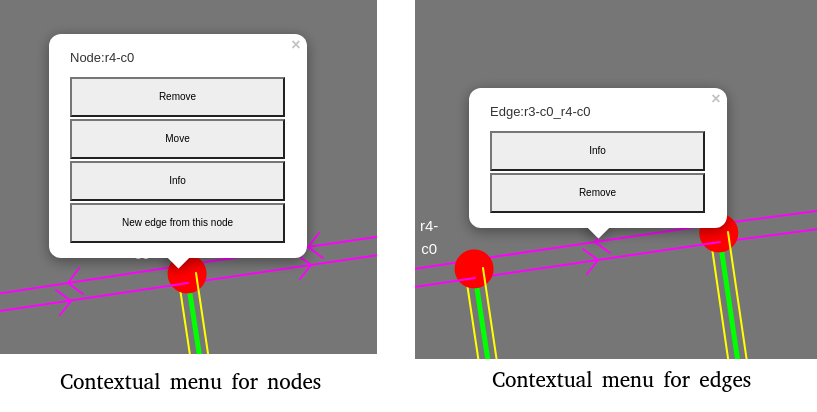 ×
Node:r4-c0
Remove
Move
Info
New edge from this node
Contextual menu for nodes
×
Edge:r3-c0_r4-c0
Info
Remove
r4-
c0
Contextual menu for edges